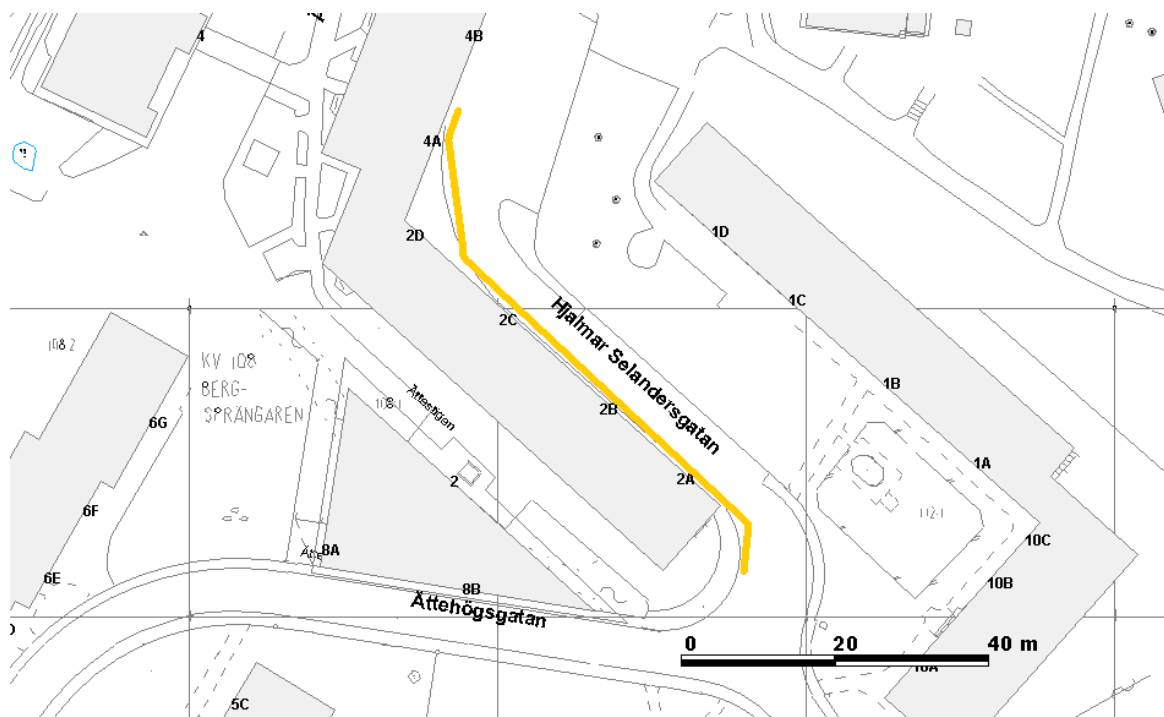 4
4B
4A
2D
1D
1C
Hjalmar Selandersgatan
2C
108-2
KV 108
BERG-
SPRÄNGAREN
Ättestigen
108-1
1B
2B
6G
1A
2A
2
112-1
6F
10C
8A
6E
8B
10B
Ättehögsgatan
0 20 40 m
10A
5C